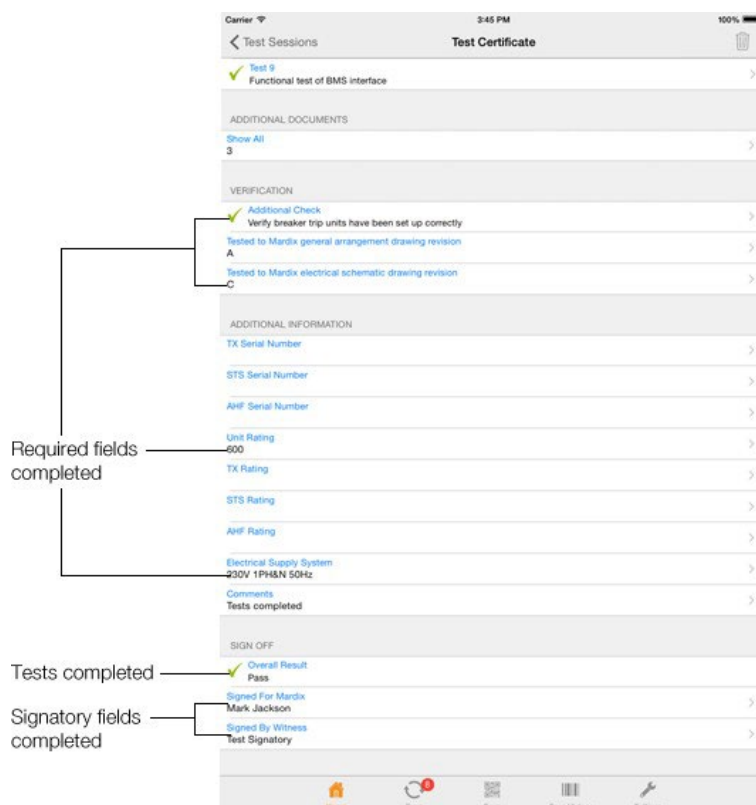 Carrier 3:45 PM 100%
Test Sessions Test Certificate
Test 9
Functional test of BMS interface
ADDITIONAL DOCUMENTS
Show All
3
VERIFICATION
Additional Check
Verify breaker trip units have been set up correctly
Tested to Mardix general arrangement drawing revision
A
Tested to Mardix electrical schematic drawing revision
C
ADDITIONAL INFORMATION
TX Serial Number
STS Serial Number
AHF Serial Number
Unit Rating
600
TX Rating
STS Rating
AHF Rating
Electrical Supply System
230V 1PH&N 50Hz
Comments
Tests completed
SIGN OFF
Overall Result
Pass
Signed For Mardix
Mark Jackson
Signed By Witness
Test Signatory
Required fields
completed
Tests completed
Signatory fields
completed